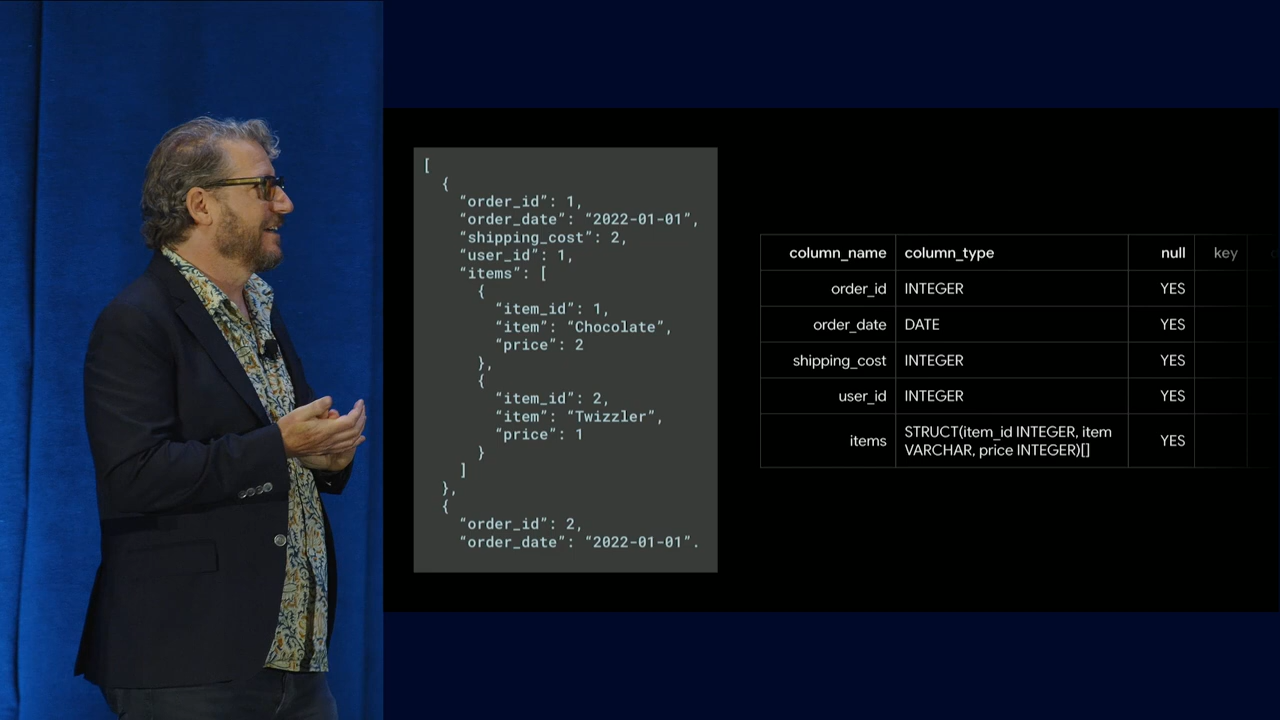 [
{
“order_id”: 1,
“order_date”: “2022-01-01”,
“shipping_cost”: 2,
“user_id”: 1,
“items”: [
{
“item_id”: 1,
“item”: “Chocolate”,
“price”: 2
},
{
“item_id”: 2,
“item”: “Twizzler”,
“price”: 1
}
]
},
{
“order_id”: 2,
“order_date”: “2022-01-01”.
column_name column_type null key
order_id INTEGER YES
order_date DATE YES
shipping_cost INTEGER YES
user_id INTEGER YES
items STRUCT(item_id INTEGER, item
VARCHAR, price INTEGER)[] YES